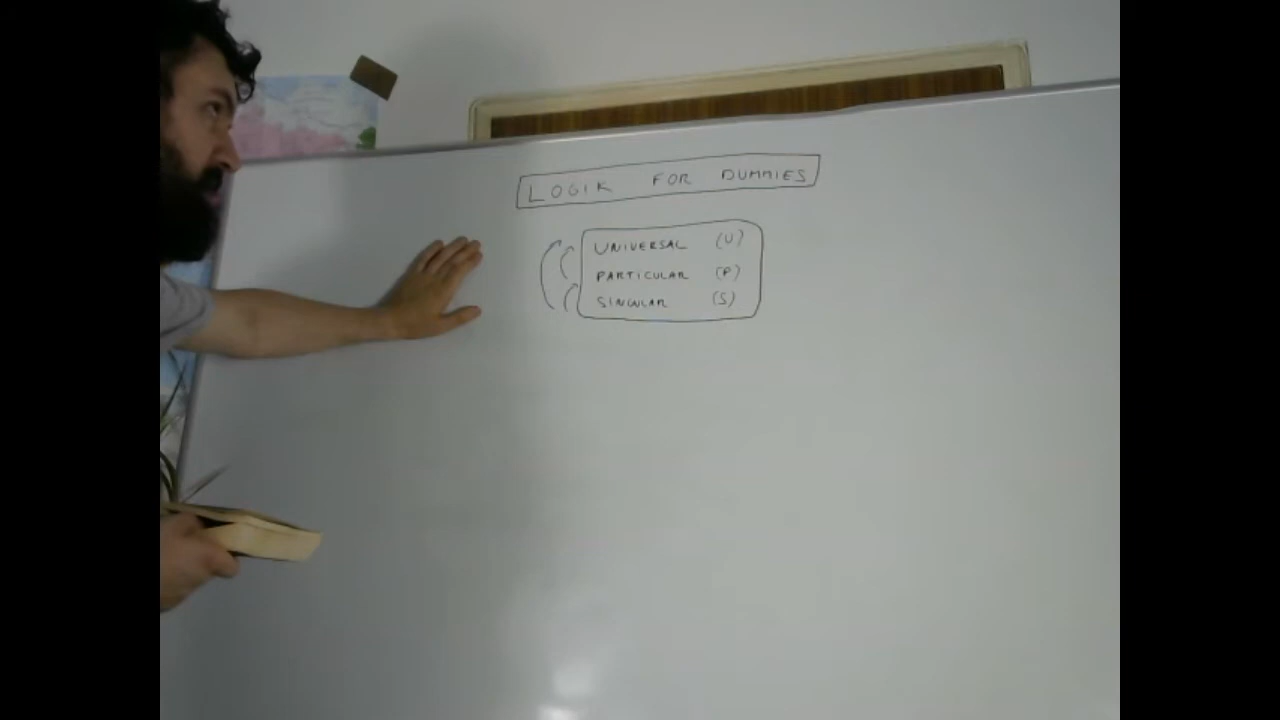 LOGIK FOR DUMMIES
UNIVERSAL (U)
PARTICULAR (P)
SINGULAR (S)